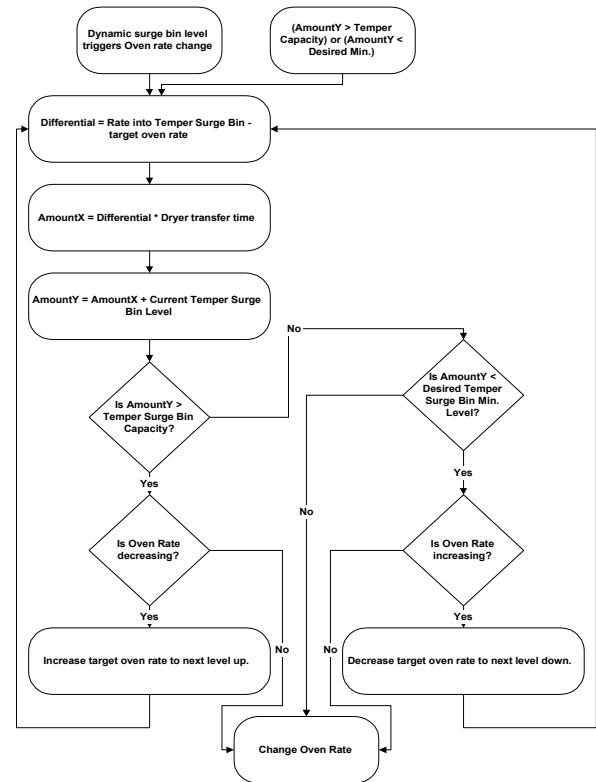 Dynamic surge bin level
triggers Oven rate change
(AmountY > Temper
Capacity) or (AmountY <
Desired Min.)
Differential = Rate into Temper Surge Bin -
target oven rate
AmountX = Differential * Dryer transfer time
AmountY = AmountX + Current Temper Surge
Bin Level
No
Is AmountY >
Temper Surge Bin
Capacity?
Is AmountY <
Desired Temper
Surge Bin Min.
Level?
Yes
Yes
No
Is Oven Rate
decreasing?
Is Oven Rate
increasing?
Yes
Yes
No
No
Increase target oven rate to next level up.
Decrease target oven rate to next level down.
Change Oven Rate